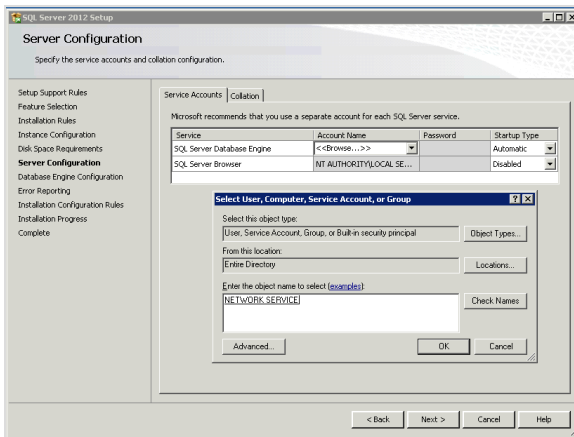 SQL Server 2012 Setup
Server Configuration
Specify the service accounts and collation configuration.
Setup Support Rules
Feature Selection
Installation Rules
Instance Configuration
Disk Space Requirements
Server Configuration
Database Engine Configuration
Error Reporting
Installation Configuration Rules
Installation Progress
Complete
Service Accounts Collation
Microsoft recommends that you use a separate account for each SQL Server service.
Service Account Name Password Startup Type
SQL Server Database Engine <<Browse...>> Automatic
SQL Server Browser NT AUTHORITY\LOCAL SE... Disabled
Select User, Computer, Service Account, or Group
Select this object type:
User, Service Account, Group, or Built-in security principal Object Types...
From this location:
Entire Directory Locations...
Enter the object name to select (examples):
NETWORK SERVICE Check Names
Advanced... OK Cancel
< Back Next > Cancel Help